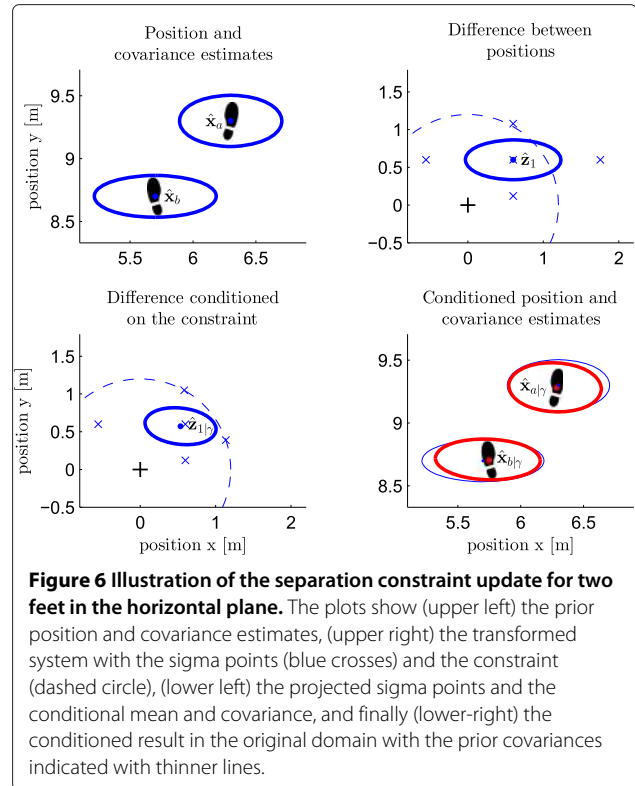 Position and
covariance estimates
position y [m]
9.5
9
8.5
5.5 6 6.5
x̂a
x̂b
Difference between
positions
1.5
1
0.5
0
−0.5
0 1 2
ẑ1
Difference conditioned
on the constraint
position y [m]
1.5
1
0.5
0
−0.5
0 1 2
position x [m]
ẑ1|γ
Conditioned position and
covariance estimates
9.5
9
8.5
5.5 6 6.5
position x [m]
x̂a|γ
x̂b|γ
Figure 6 Illustration of the separation constraint update for two
feet in the horizontal plane. The plots show (upper left) the prior
position and covariance estimates, (upper right) the transformed
system with the sigma points (blue crosses) and the constraint
(dashed circle), (lower left) the projected sigma points and the
conditional mean and covariance, and finally (lower-right) the
conditioned result in the original domain with the prior covariances
indicated with thinner lines.